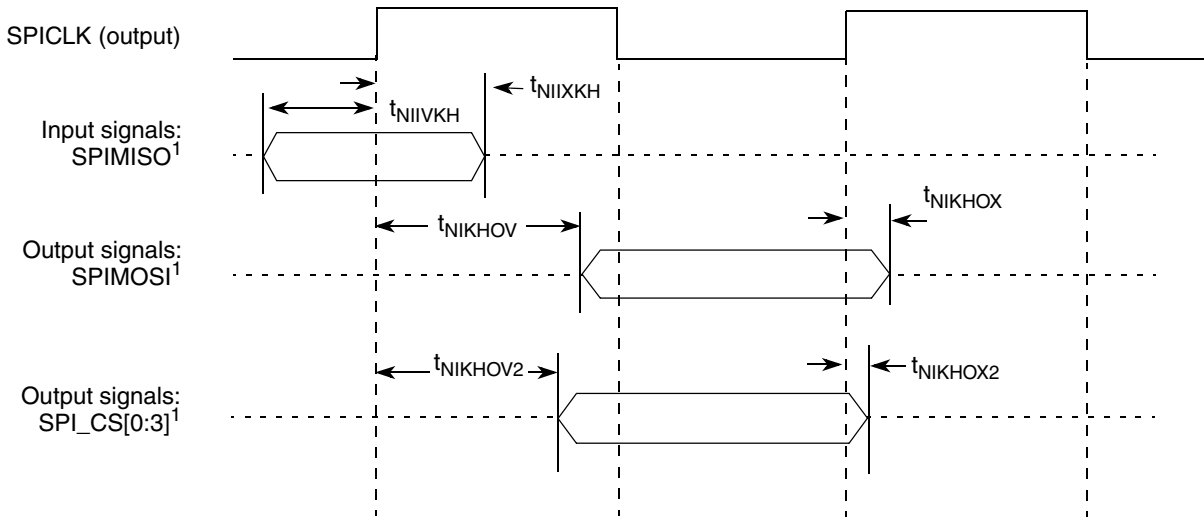 SPICLK (output)
tNIIXKH
tNIIVKH
Input signals:
SPIMISO1
tNIKHOX
tNIKHOV
Output signals:
SPIMOSI1
tNIKHOV2
tNIKHOX2
Output signals:
SPI_CS[0:3]1